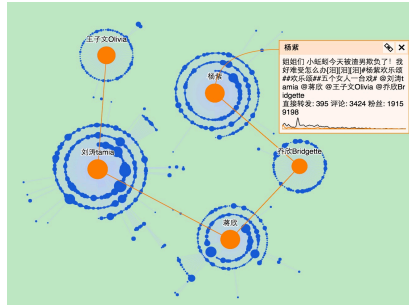 王子文Olivia
杨紫
杨紫
姐姐们 小蚯蚓今天被渣男欺负了！我
好难受怎么办[泪][泪][泪]#杨紫欢乐颂
##欢乐颂##五个女人一台戏# @刘涛t
amia @蒋欣 @王子文Olivia @乔欣Br
idgette
直接转发: 395 评论: 3424 粉丝: 1915
9198
刘涛tamia
乔欣Bridgette
蒋欣